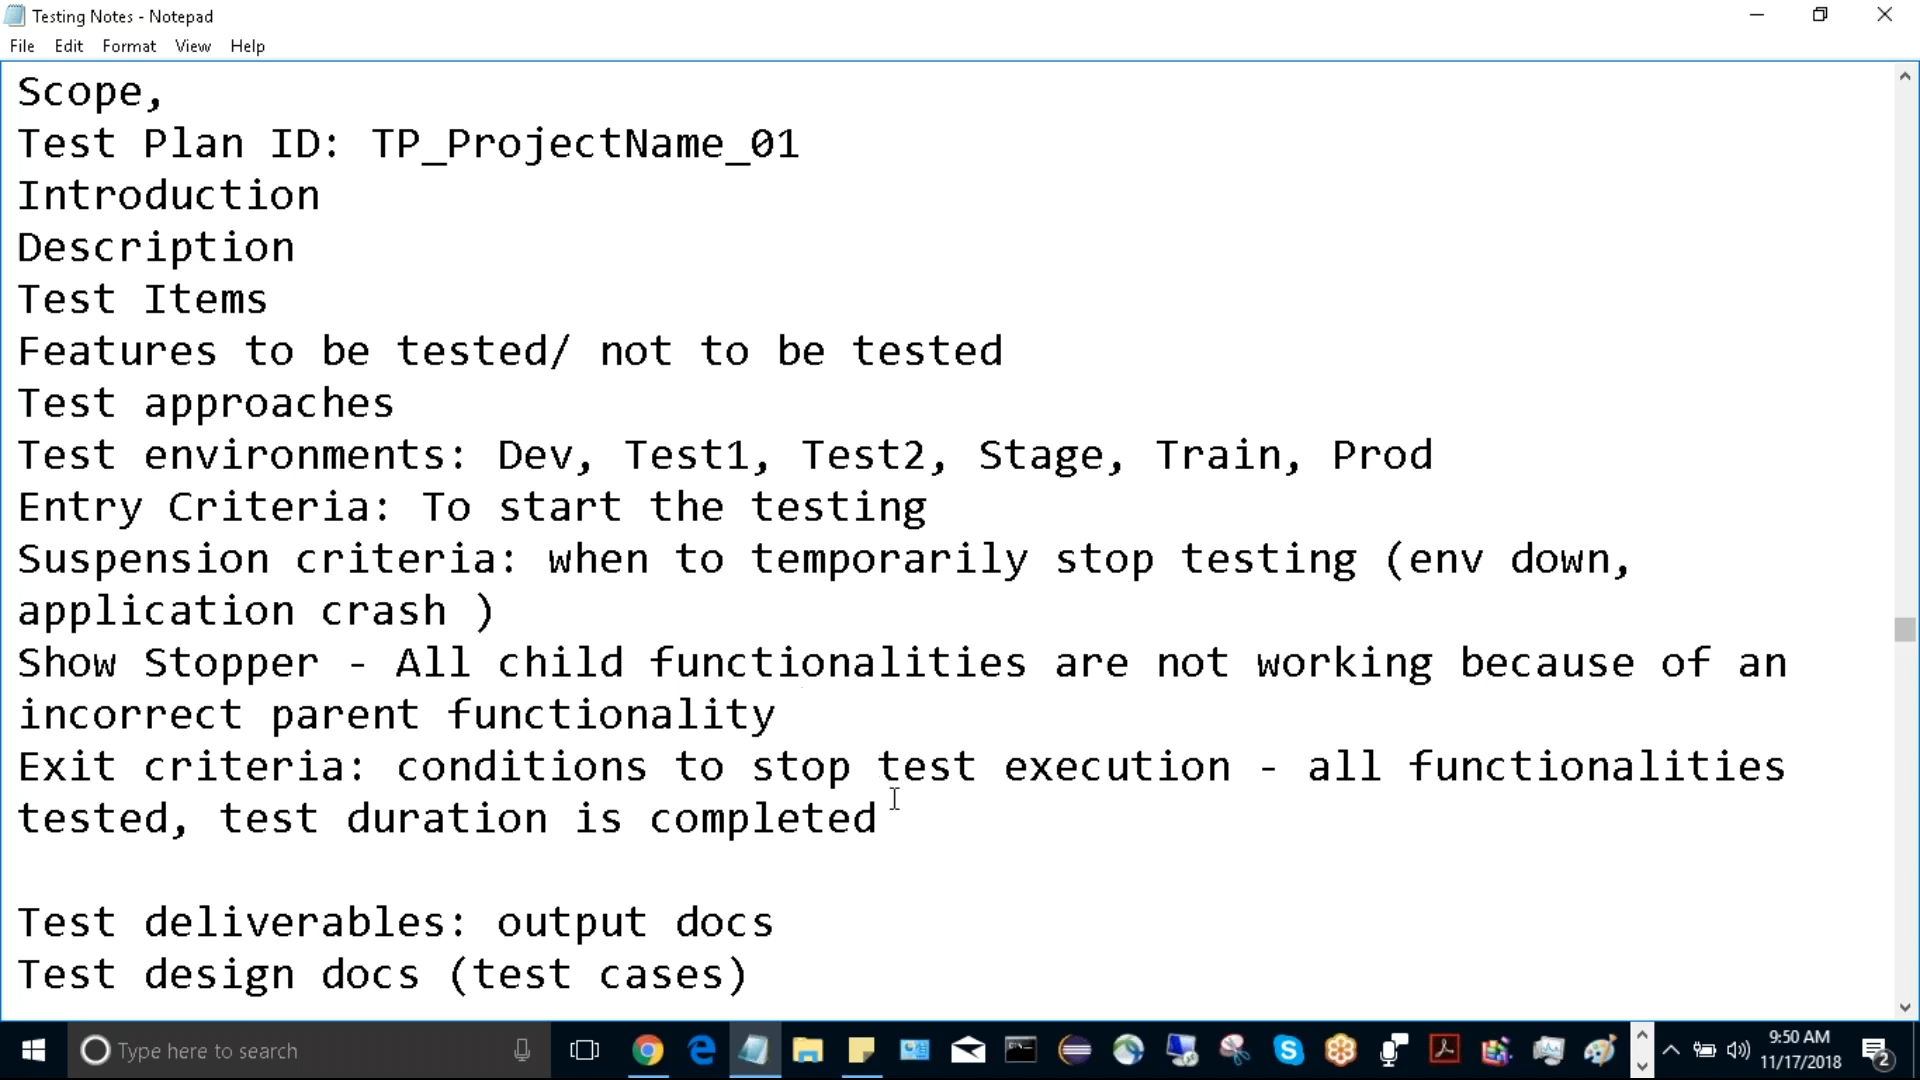 Testing Notes - Notepad
File Edit Format View Help
Scope,
Test Plan ID: TP_ProjectName_01
Introduction
Description
Test Items
Features to be tested/ not to be tested
Test approaches
Test environments: Dev, Test1, Test2, Stage, Train, Prod
Entry Criteria: To start the testing
Suspension criteria: when to temporarily stop testing (env down,
application crash )
Show Stopper - All child functionalities are not working because of an
incorrect parent functionality
Exit criteria: conditions to stop test execution - all functionalities
tested, test duration is completed
Test deliverables: output docs
Test design docs (test cases)
Type here to search
9:50 AM
11/17/2018
2